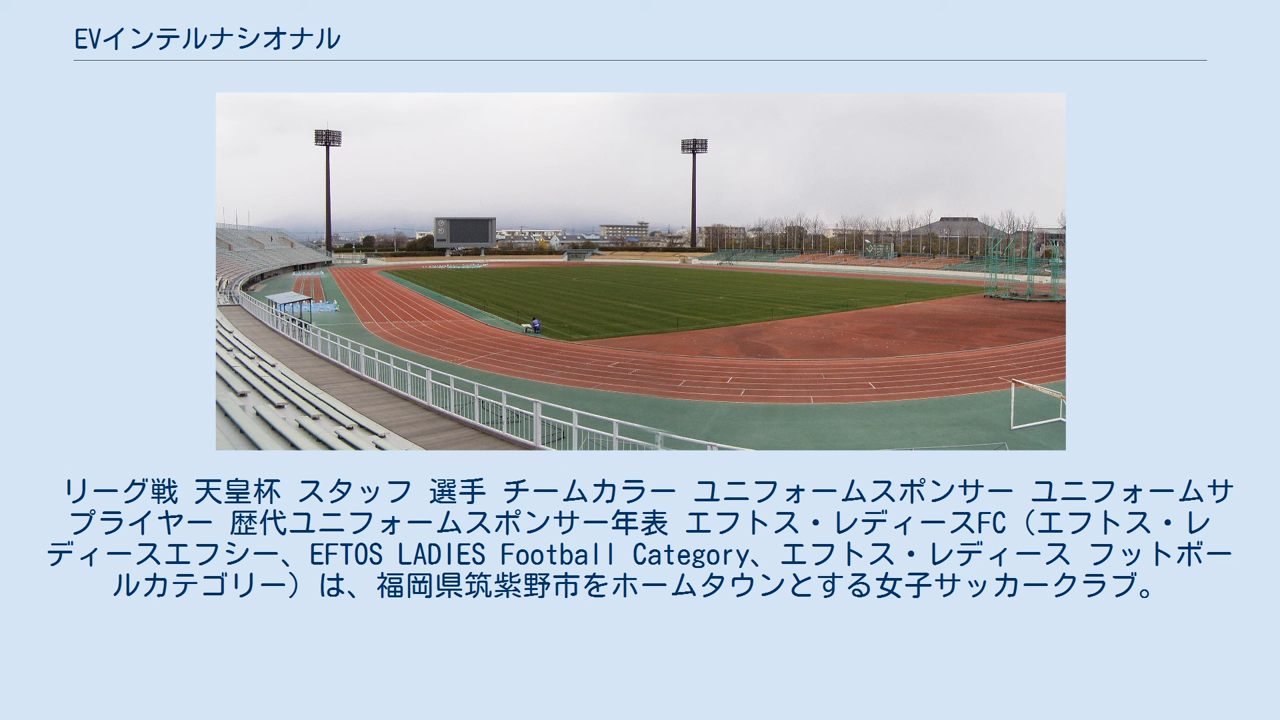 EVインテルナシオナル
リーグ戦 天皇杯 スタッフ 選手 チームカラー ユニフォームスポンサー ユニフォームサ
プライヤー 歴代ユニフォームスポンサー年表 エフトス・レディースFC（エフトス・レ
ディースエフシー、EFTOS LADIES Football Category、エフトス・レディース フットボー
ルカテゴリー）は、福岡県筑紫野市をホームタウンとする女子サッカークラブ。